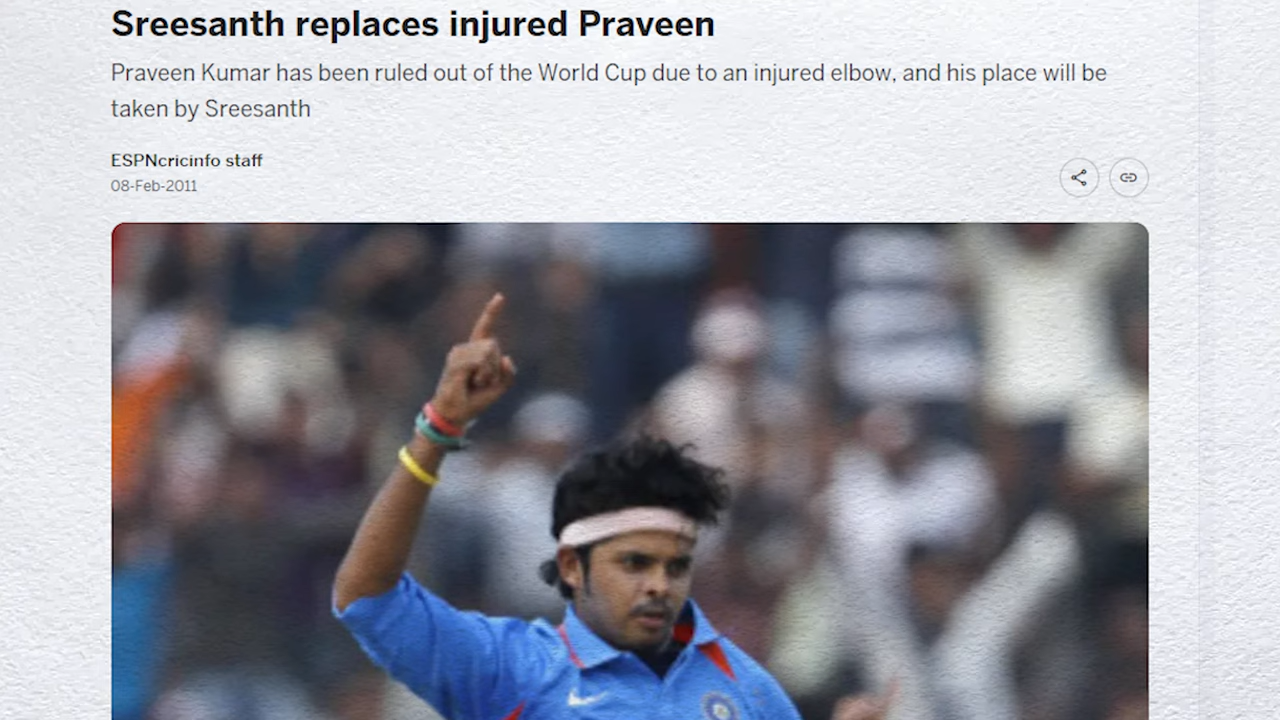 Sreesanth replaces injured Praveen
Praveen Kumar has been ruled out of the World Cup due to an injured elbow, and his place will be
taken by Sreesanth
ESPNcricinfo staff
08-Feb-2011